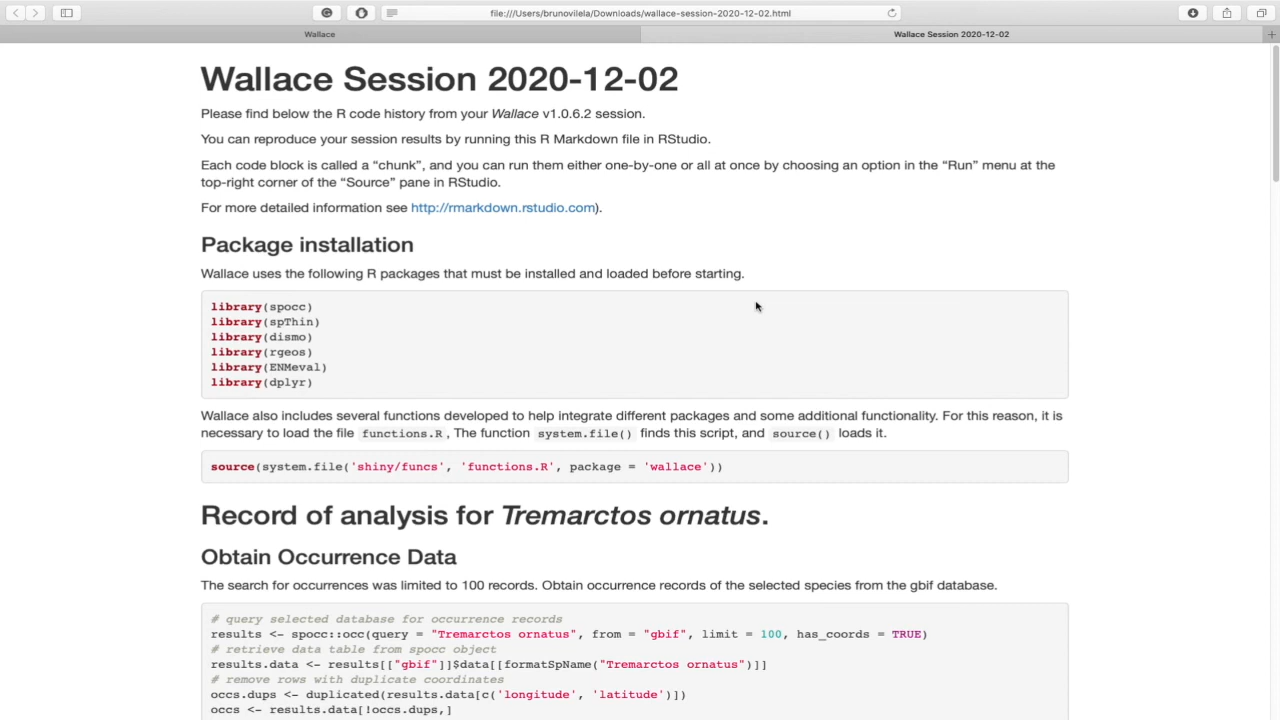 file:///Users/brunovilela/Downloads/wallace-session-2020-12-02.html
Wallace
Wallace Session 2020-12-02
Wallace Session 2020-12-02
Please find below the R code history from your Wallace v1.0.6.2 session.
You can reproduce your session results by running this R Markdown file in RStudio.
Each code block is called a “chunk”, and you can run them either one-by-one or all at once by choosing an option in the “Run” menu at the
top-right corner of the “Source” pane in RStudio.
For more detailed information see http://rmarkdown.rstudio.com).
Package installation
Wallace uses the following R packages that must be installed and loaded before starting.
library(spocc)
library(spThin)
library(dismo)
library(rgeos)
library(ENMeval)
library(dplyr)
Wallace also includes several functions developed to help integrate different packages and some additional functionality. For this reason, it is
necessary to load the file functions.R, The function system.file() finds this script, and source() loads it.
source(system.file('shiny/funcs', 'functions.R', package = 'wallace'))
Record of analysis for Tremarctos ornatus.
Obtain Occurrence Data
The search for occurrences was limited to 100 records. Obtain occurrence records of the selected species from the gbif database.
# query selected database for occurrence records
results <- spocc::occ(query = "Tremarctos ornatus", from = "gbif", limit = 100, has_coords = TRUE)
# retrieve data table from spocc object
results.data <- results[["gbif"]]$data[[formatSpName("Tremarctos ornatus")]]
# remove rows with duplicate coordinates
occs.dups <- duplicated(results.data[c('longitude', 'latitude')])
occs <- results.data[!occs.dups,]